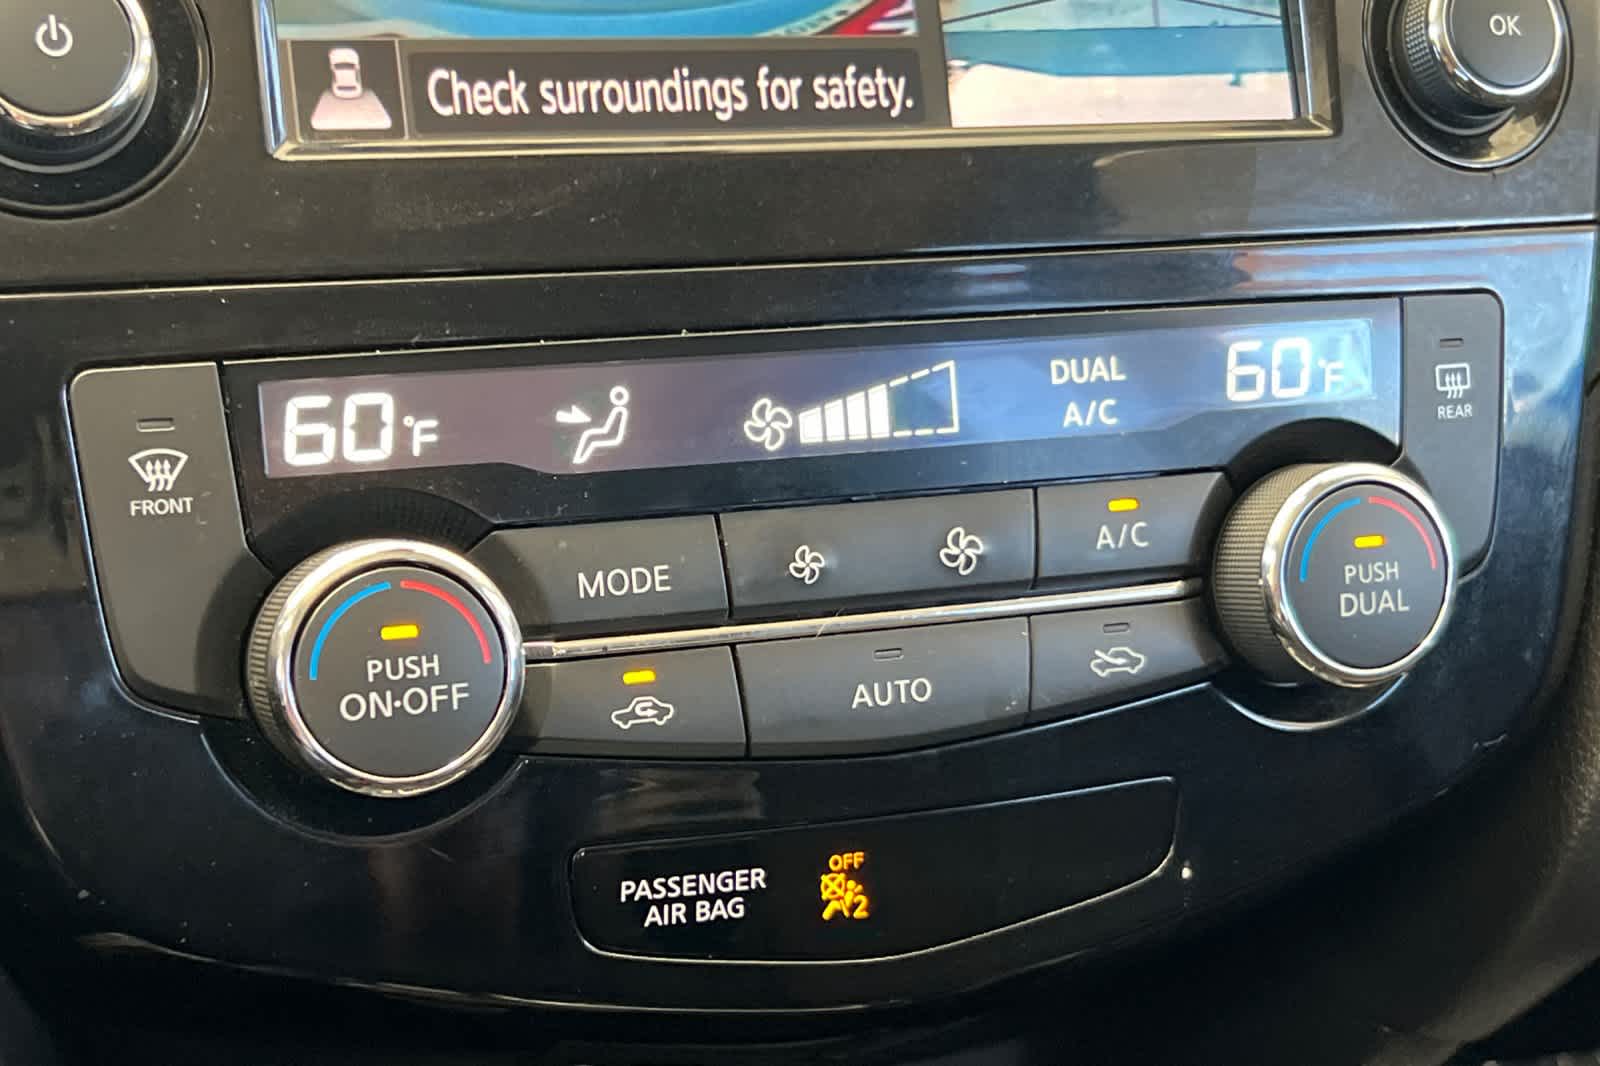 OK
Check surroundings for safety.
60°F
DUAL
A/C
60°F
FRONT
REAR
MODE
A/C
PUSH
DUAL
PUSH
ON·OFF
AUTO
PASSENGER
AIR BAG
OFF
2